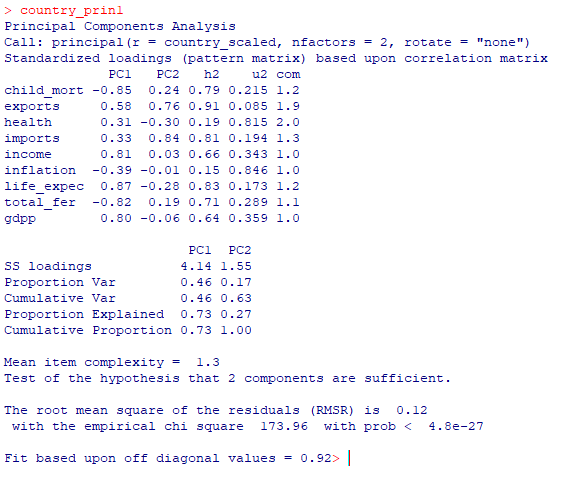 > country_prin1
Principal Components Analysis
Call: principal(r = country_scaled, nfactors = 2, rotate = "none")
Standardized loadings (pattern matrix) based upon correlation matrix
PC1 PC2 h2 u2 com
child_mort -0.85 0.24 0.79 0.215 1.2
exports 0.58 0.76 0.91 0.085 1.9
health 0.31 -0.30 0.19 0.815 2.0
imports 0.33 0.84 0.81 0.194 1.3
income 0.81 0.03 0.66 0.343 1.0
inflation -0.39 -0.01 0.15 0.846 1.0
life_expec 0.87 -0.28 0.83 0.173 1.2
total_fer -0.82 0.19 0.71 0.289 1.1
gdpp 0.80 -0.06 0.64 0.359 1.0
PC1 PC2
SS loadings 4.14 1.55
Proportion Var 0.46 0.17
Cumulative Var 0.46 0.63
Proportion Explained 0.73 0.27
Cumulative Proportion 0.73 1.00
Mean item complexity = 1.3
Test of the hypothesis that 2 components are sufficient.
The root mean square of the residuals (RMSR) is 0.12
with the empirical chi square 173.96 with prob < 4.8e-27
Fit based upon off diagonal values = 0.92>